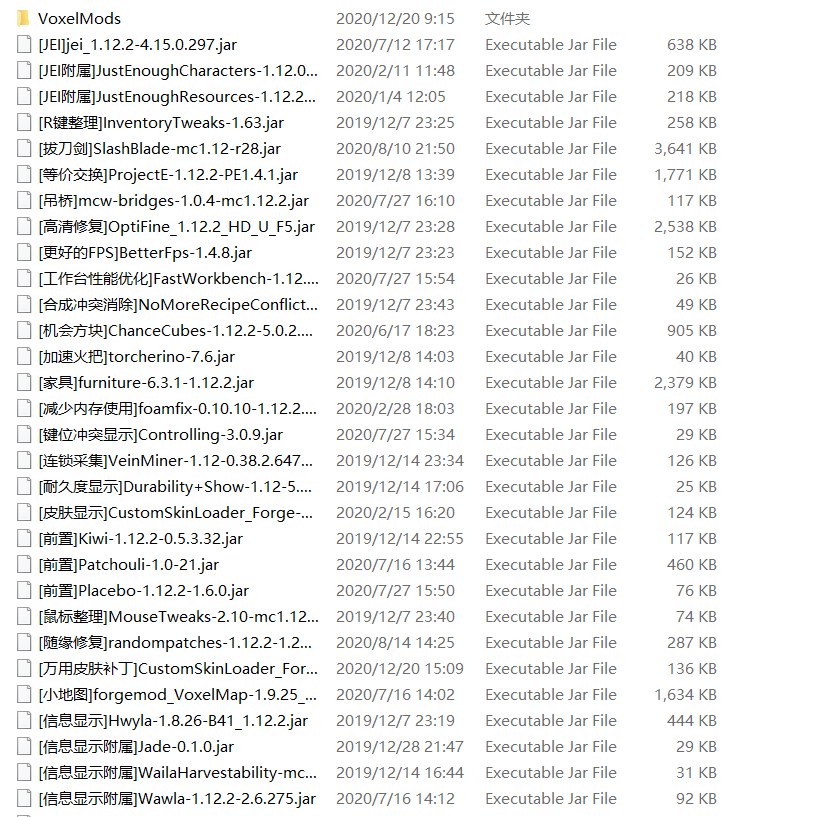 VoxelMods 2020/12/20 9:15 文件夹
[JEI]jei_1.12.2-4.15.0.297.jar 2020/7/12 17:17 Executable Jar File 638 KB
[JEI附属]JustEnoughCharacters-1.12.0... 2020/2/11 11:48 Executable Jar File 209 KB
[JEI附属]JustEnoughResources-1.12.2... 2020/1/4 12:05 Executable Jar File 218 KB
[R键整理]InventoryTweaks-1.63.jar 2019/12/7 23:25 Executable Jar File 258 KB
[拔刀剑]SlashBlade-mc1.12-r28.jar 2020/8/10 21:50 Executable Jar File 3,641 KB
[等价交换]ProjectE-1.12.2-PE1.4.1.jar 2019/12/8 13:39 Executable Jar File 1,771 KB
[吊桥]mcw-bridges-1.0.4-mc1.12.2.jar 2020/7/27 16:10 Executable Jar File 117 KB
[高清修复]OptiFine_1.12.2_HD_U_F5.jar 2019/12/7 23:28 Executable Jar File 2,538 KB
[更好的FPS]BetterFps-1.4.8.jar 2019/12/7 23:23 Executable Jar File 152 KB
[工作台性能优化]FastWorkbench-1.12.... 2020/7/27 15:54 Executable Jar File 26 KB
[合成冲突消除]NoMoreRecipeConflict... 2019/12/7 23:43 Executable Jar File 49 KB
[机会方块]ChanceCubes-1.12.2-5.0.2.... 2020/6/17 18:23 Executable Jar File 905 KB
[加速火把]torcherino-7.6.jar 2019/12/8 14:03 Executable Jar File 40 KB
[家具]furniture-6.3.1-1.12.2.jar 2019/12/8 14:10 Executable Jar File 2,379 KB
[减少内存使用]foamfix-0.10.10-1.12.2.... 2020/2/28 18:03 Executable Jar File 197 KB
[键位冲突显示]Controlling-3.0.9.jar 2020/7/27 15:34 Executable Jar File 29 KB
[连锁采集]VeinMiner-1.12-0.38.2.647... 2019/12/14 23:34 Executable Jar File 126 KB
[耐久度显示]Durability+Show-1.12-5.... 2019/12/14 17:06 Executable Jar File 25 KB
[皮肤显示]CustomSkinLoader_Forge-... 2020/2/15 16:20 Executable Jar File 124 KB
[前置]Kiwi-1.12.2-0.5.3.32.jar 2019/12/14 22:55 Executable Jar File 117 KB
[前置]Patchouli-1.0-21.jar 2020/7/16 13:44 Executable Jar File 460 KB
[前置]Placebo-1.12.2-1.6.0.jar 2020/7/27 15:50 Executable Jar File 76 KB
[鼠标整理]MouseTweaks-2.10-mc1.12... 2019/12/7 23:40 Executable Jar File 74 KB
[随缘修复]randompatches-1.12.2-1.2... 2020/8/14 14:25 Executable Jar File 287 KB
[万用皮肤补丁]CustomSkinLoader_For... 2020/12/20 15:09 Executable Jar File 136 KB
[小地图]forgemod_VoxelMap-1.9.25_... 2020/7/16 14:02 Executable Jar File 1,634 KB
[信息显示]Hwyla-1.8.26-B41_1.12.2.jar 2019/12/7 23:19 Executable Jar File 444 KB
[信息显示附属]Jade-0.1.0.jar 2019/12/28 21:47 Executable Jar File 29 KB
[信息显示附属]WailaHarvestability-mc... 2019/12/14 16:44 Executable Jar File 31 KB
[信息显示附属]Wawla-1.12.2-2.6.275.jar 2020/7/16 14:12 Executable Jar File 92 KB